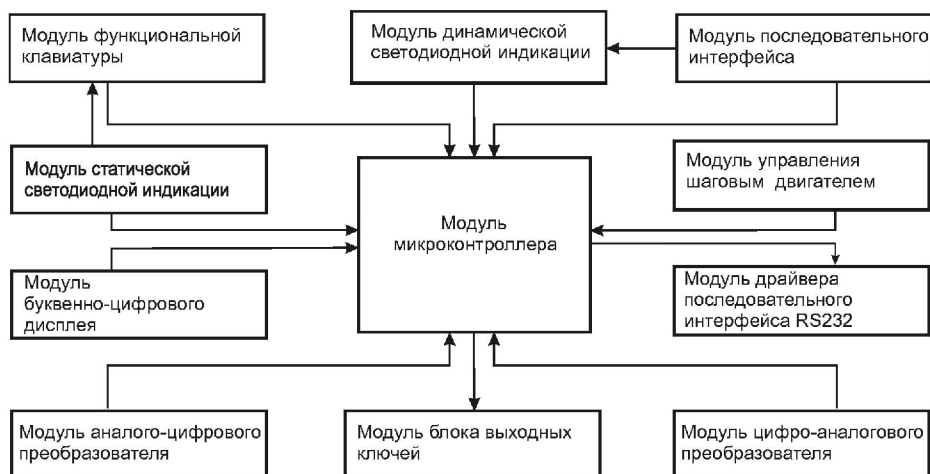 Модуль функциональной
клавиатуры
Модуль динамической
светодиодной индикации
Модуль последовательного
интерфейса
Модуль статической
светодиодной индикации
Модуль
микроконтроллера
Модуль управления
шаговым двигателем
Модуль
буквенно-цифрового
дисплея
Модуль драйвера
последовательного
интерфейса RS232
Модуль аналого-цифрового
преобразователя
Модуль блока выходных
ключей
Модуль цифро-аналогового
преобразователя